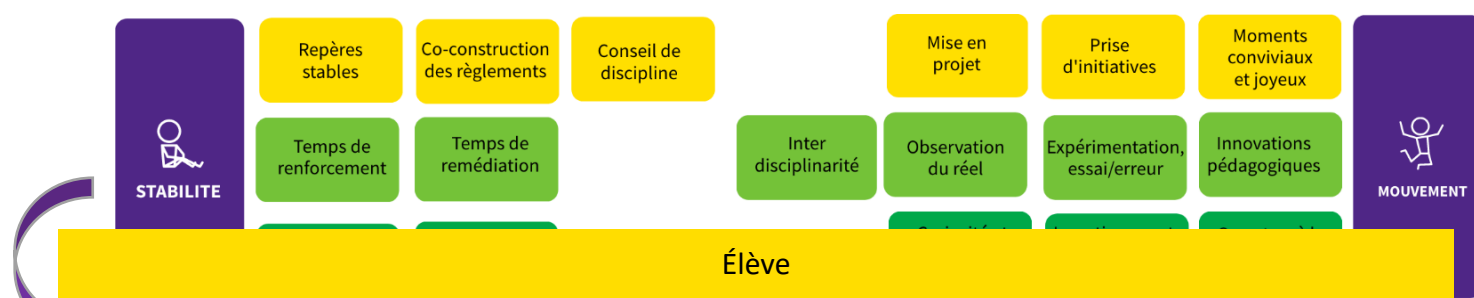 Repères
stables
Co-construction
des règlements
Conseil de
discipline
Mise en
projet
Prise
d'initiatives
Moments
conviviaux
et joyeux
STABILITE
Temps de
renforcement
Temps de
remédiation
Inter
disciplinarité
Observation
du réel
Expérimentation,
essai/erreur
Innovations
pédagogiques
MOUVEMENT
Élève